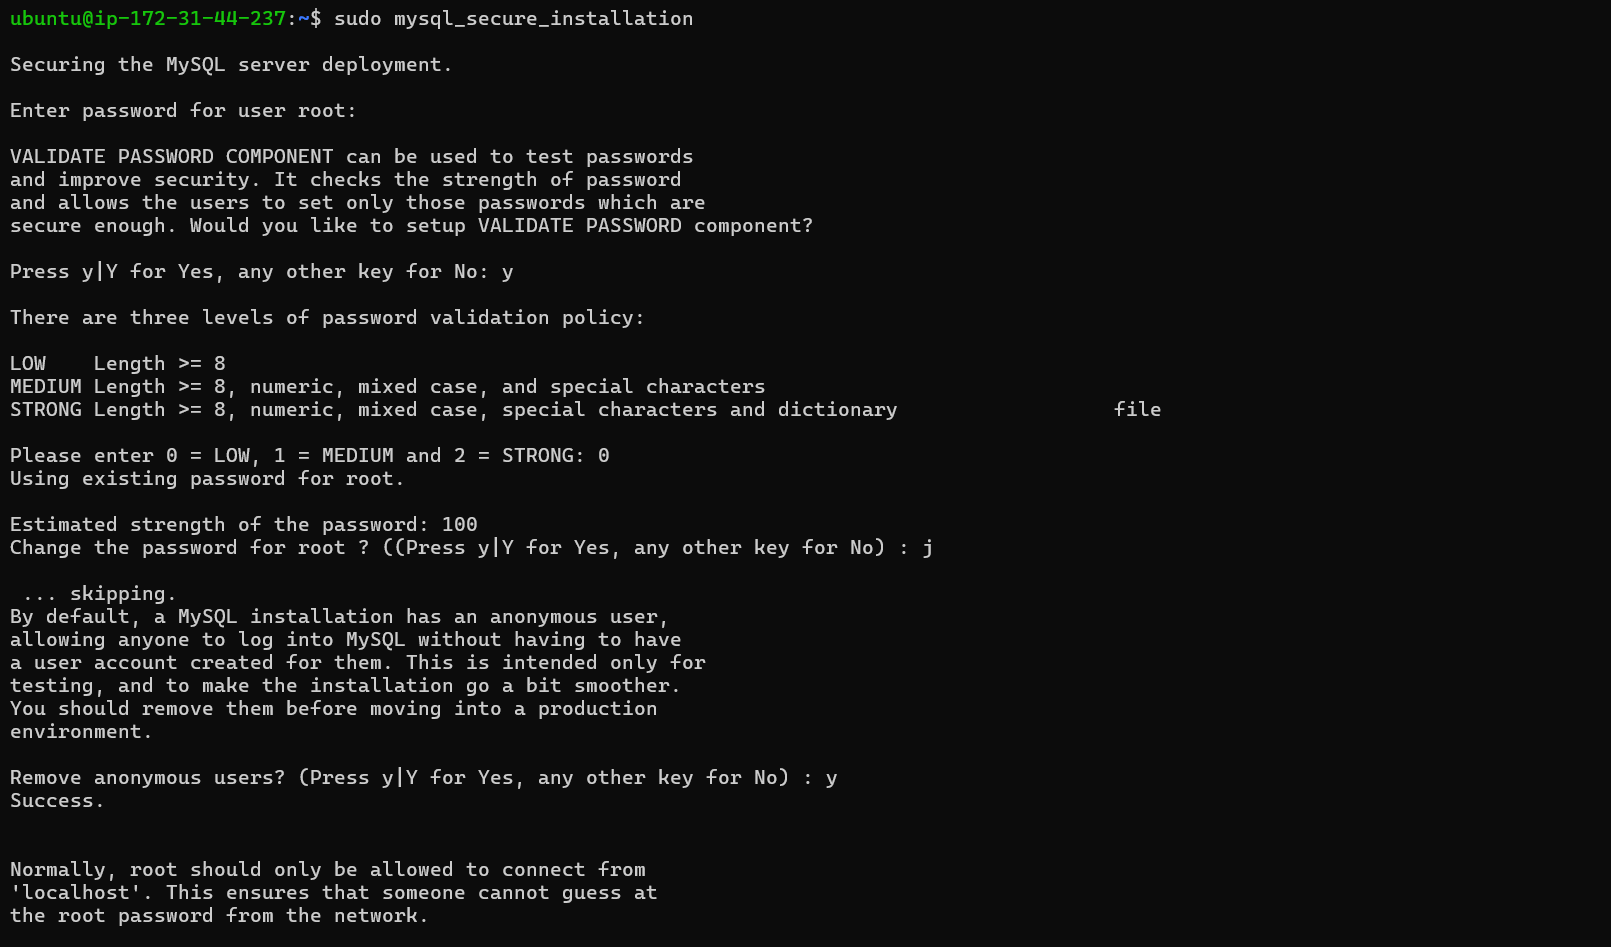 ubuntu@ip-172-31-44-237:~$ sudo mysql_secure_installation
Securing the MySQL server deployment.
Enter password for user root:
VALIDATE PASSWORD COMPONENT can be used to test passwords
and improve security. It checks the strength of password
and allows the users to set only those passwords which are
secure enough. Would you like to setup VALIDATE PASSWORD component?
Press y|Y for Yes, any other key for No: y
There are three levels of password validation policy:
LOW    Length >= 8
MEDIUM Length >= 8, numeric, mixed case, and special characters
STRONG Length >= 8, numeric, mixed case, special characters and dictionary                  file
Please enter 0 = LOW, 1 = MEDIUM and 2 = STRONG: 0
Using existing password for root.
Estimated strength of the password: 100
Change the password for root ? ((Press y|Y for Yes, any other key for No) : j
 ... skipping.
By default, a MySQL installation has an anonymous user,
allowing anyone to log into MySQL without having to have
a user account created for them. This is intended only for
testing, and to make the installation go a bit smoother.
You should remove them before moving into a production
environment.
Remove anonymous users? (Press y|Y for Yes, any other key for No) : y
Success.
Normally, root should only be allowed to connect from
'localhost'. This ensures that someone cannot guess at
the root password from the network.